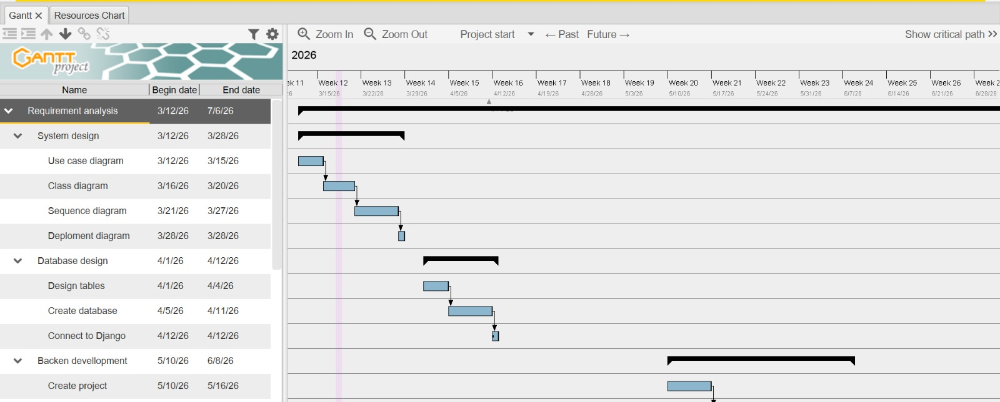 Gantt
Resources Chart
Zoom In
Zoom Out
Project start
← Past
Future →
Show critical path >>
GANTT
project
2026
ek 11 Week 12 Week 13 Week 14 Week 15 Week 16 Week 17 Week 18 Week 19 Week 20 Week 21 Week 22 Week 23 Week 24 Week 25 Week 26 Week 2
26 3/15/26 3/22/26 3/29/26 4/5/26 4/12/26 4/19/26 4/26/26 5/3/26 5/10/26 5/17/26 5/24/26 5/31/26 6/7/26 6/14/26 6/21/26 6/28/26
Name Begin date End date
Requirement analysis 3/12/26 7/6/26
System design 3/12/26 3/28/26
Use case diagram 3/12/26 3/15/26
Class diagram 3/16/26 3/20/26
Sequence diagram 3/21/26 3/27/26
Deploment diagram 3/28/26 3/28/26
Database design 4/1/26 4/12/26
Design tables 4/1/26 4/4/26
Create database 4/5/26 4/11/26
Connect to Django 4/12/26 4/12/26
Backen devellopment 5/10/26 6/8/26
Create project 5/10/26 5/16/26